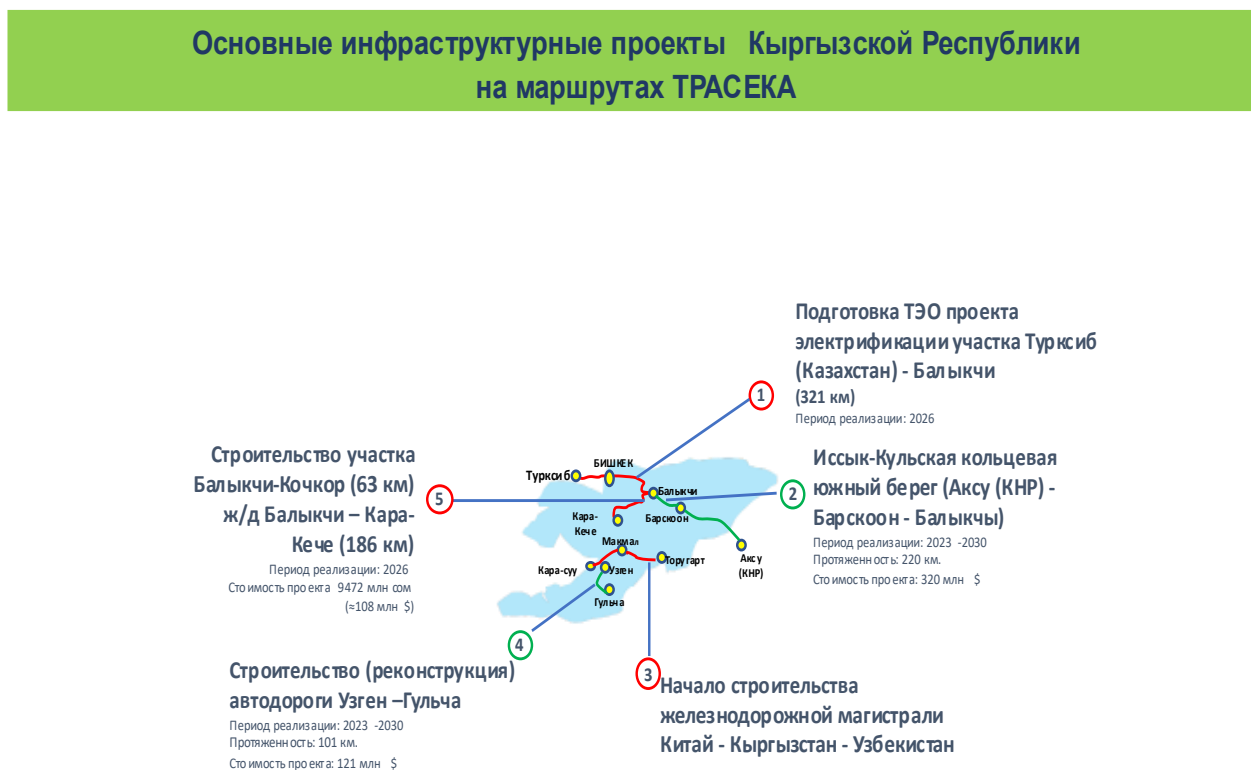 Основные инфраструктурные проекты Кыргызской Республики
на маршрутах ТРАСЕКА
Подготовка ТЭО проекта
электрификации участка Турксиб
(Казахстан) - Балыкчи
(321 км)
Период реализации: 2026
1
Строительство участка
Балыкчи-Кочкор (63 км)
ж/д Балыкчи – Кара-
Кече (186 км)
Период реализации: 2026
Стоимость проекта 9472 млн сом
(≈108 млн $)
5
Иссык-Кульская кольцевая
южный берег (Аксу (КНР) -
Барскоон - Балыкчы)
Период реализации: 2023 -2030
Протяженность: 220 км.
Стоимость проекта: 320 млн $
2
БИШКЕК
Турксиб
Балыкчи
Кара-
Кече
Барскоон
Макмал
Кара-суу
Узген
Торугарт
Аксу
(КНР)
Гульча
4
Строительство (реконструкция)
автодороги Узген –Гульча
Период реализации: 2023 -2030
Протяженность: 101 км.
Стоимость проекта: 121 млн $
3
Начало строительства
железнодорожной магистрали
Китай - Кыргызстан - Узбекистан